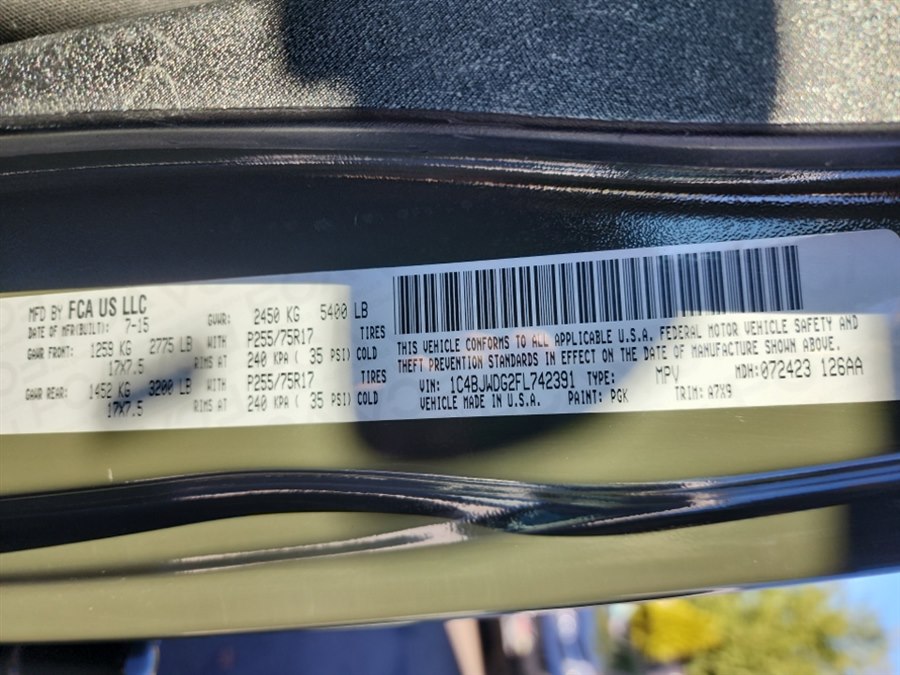 MFD BY FCA US LLC
DATE OF MFR(BUILT): 7-15 GVWR: 2450 KG 5400 LB
GAWR FRONT: 1259 KG 2775 LB WITH P255/75R17 TIRES
17X7.5 RIMS AT 240 KPA ( 35 PSI) COLD
GAWR REAR: 1452 KG 3200 LB WITH P255/75R17 TIRES
17X7.5 RIMS AT 240 KPA ( 35 PSI) COLD
THIS VEHICLE CONFORMS TO ALL APPLICABLE U.S.A. FEDERAL MOTOR VEHICLE SAFETY AND
THEFT PREVENTION STANDARDS IN EFFECT ON THE DATE OF MANUFACTURE SHOWN ABOVE.
VIN: 1C4BJWDG2FL742391 TYPE: MPV MDH: 072423 126AA
VEHICLE MADE IN U.S.A. PAINT: PGK TRIM: A7X9